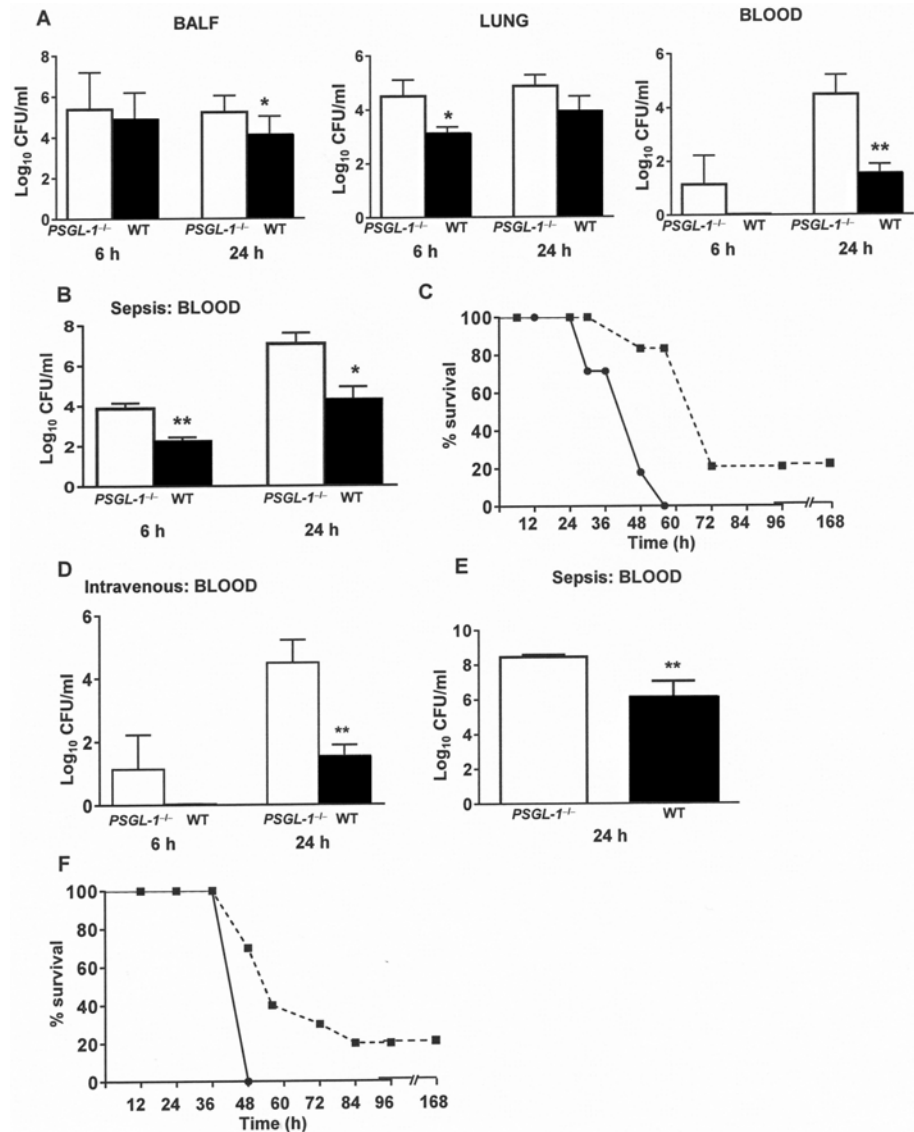 A
BALF
LUNG
BLOOD
Log₁₀ CFU/ml
8
6
4
2
0
*
PSGL-1⁻/⁻ WT PSGL-1⁻/⁻ WT
6 h 24 h
Log₁₀ CFU/ml
6
4
2
0
*
PSGL-1⁻/⁻ WT PSGL-1⁻/⁻ WT
6 h 24 h
Log₁₀ CFU/ml
6
4
2
0
**
PSGL-1⁻/⁻ WT PSGL-1⁻/⁻ WT
6 h 24 h
B
Sepsis: BLOOD
Log₁₀ CFU/ml
8
6
4
2
0
**
*
PSGL-1⁻/⁻ WT PSGL-1⁻/⁻ WT
6 h 24 h
C
% survival
100
80
60
40
20
0
12 24 36 48 60 72 84 96 168
Time (h)
D
Intravenous: BLOOD
Log₁₀ CFU/ml
6
4
2
0
**
PSGL-1⁻/⁻ WT PSGL-1⁻/⁻ WT
6 h 24 h
E
Sepsis: BLOOD
Log₁₀ CFU/ml
10
8
6
4
2
0
**
PSGL-1⁻/⁻ WT
24 h
F
% survival
100
80
60
40
20
0
12 24 36 48 60 72 84 96 168
Time (h)